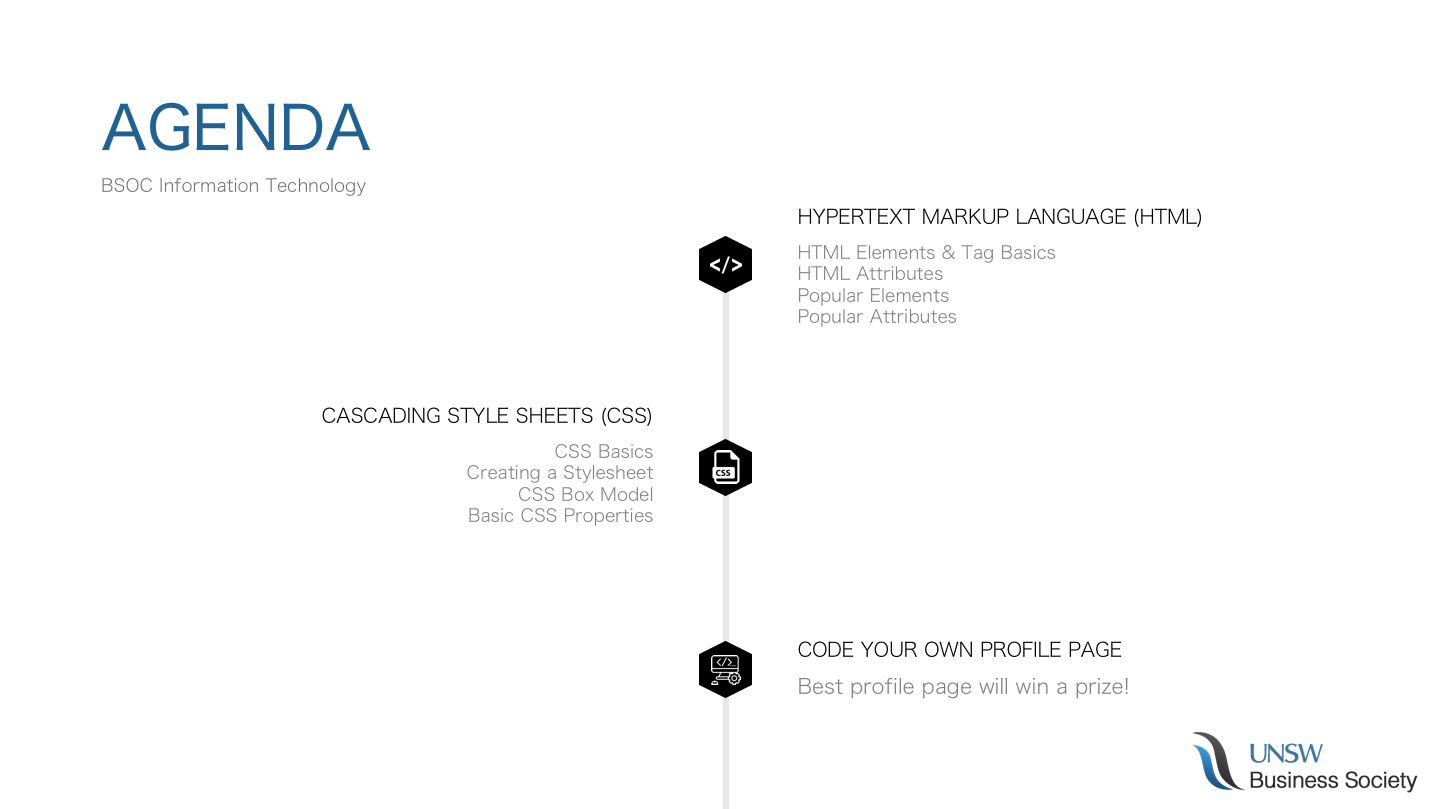 AGENDA
BSOC Information Technology
HYPERTEXT MARKUP LANGUAGE (HTML)
HTML Elements & Tag Basics
HTML Attributes
Popular Elements
Popular Attributes
</>
CASCADING STYLE SHEETS (CSS)
CSS Basics
Creating a Stylesheet
CSS Box Model
Basic CSS Properties
CSS
CODE YOUR OWN PROFILE PAGE
Best profile page will win a prize!
</>
UNSW
Business Society